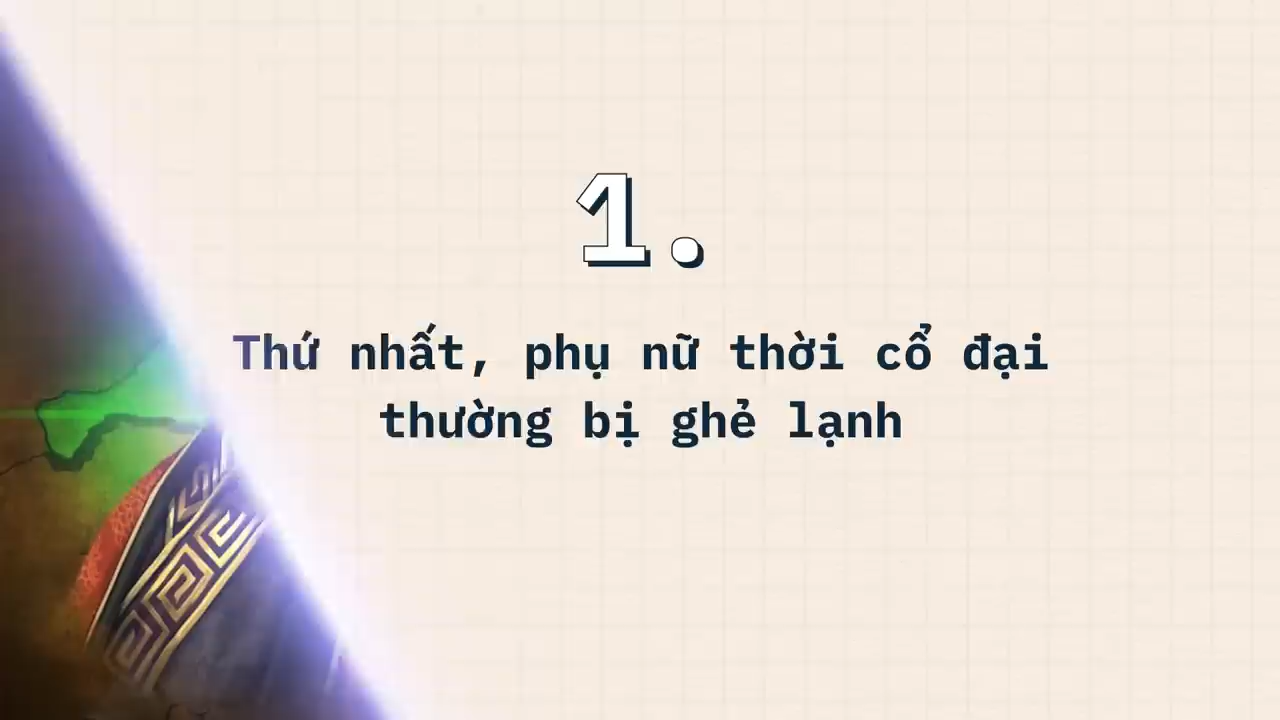 1.
Thứ nhất, phụ nữ thời cổ đại
thường bị ghẻ lạnh